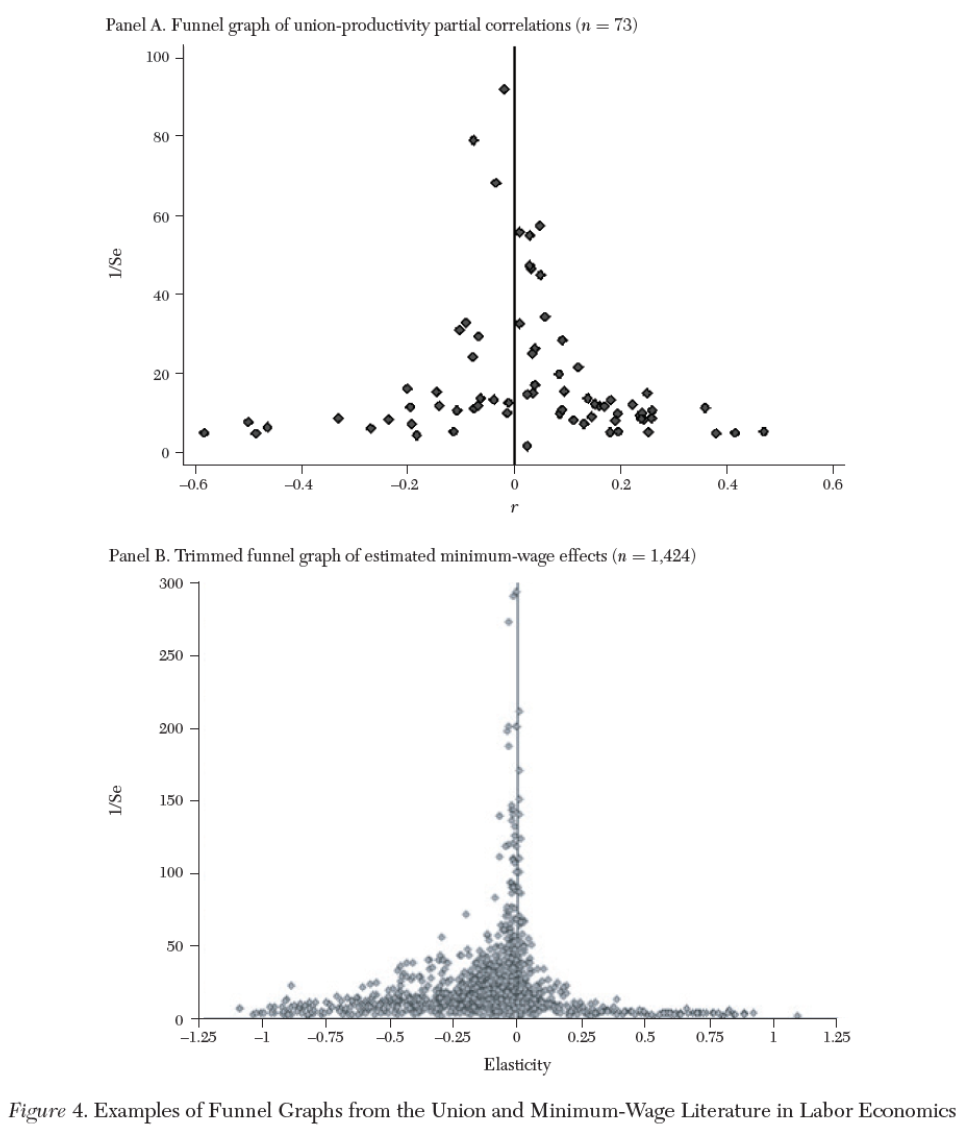 Panel A. Funnel graph of union-productivity partial correlations (n = 73)
100
80
60
40
20
0
1/Se
–0.6 –0.4 –0.2 0 0.2 0.4 0.6
r
Panel B. Trimmed funnel graph of estimated minimum-wage effects (n = 1,424)
300
250
200
150
100
50
0
1/Se
–1.25 –1 –0.75 –0.5 –0.25 0 0.25 0.5 0.75 1 1.25
Elasticity
Figure 4. Examples of Funnel Graphs from the Union and Minimum-Wage Literature in Labor Economics